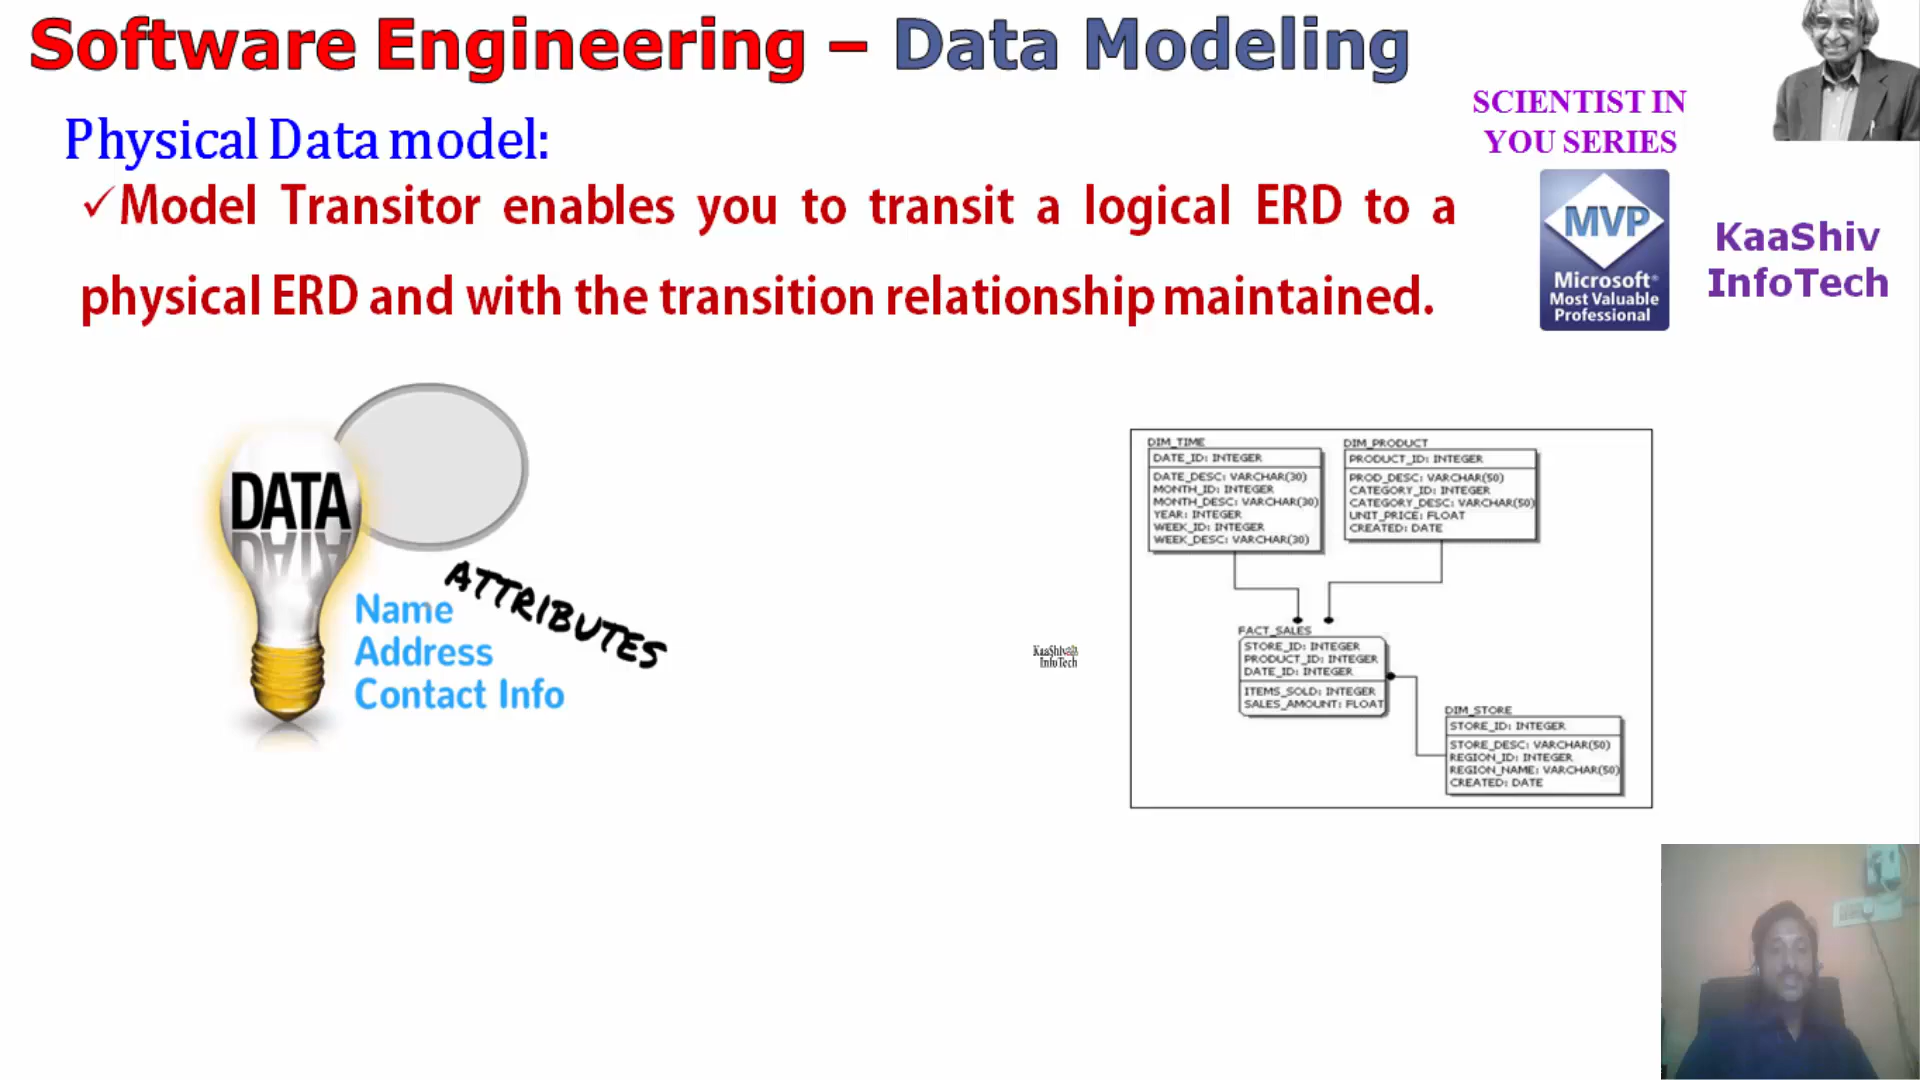 Software Engineering – Data Modeling
SCIENTIST IN
YOU SERIES
Physical Data model:
✓Model Transitor enables you to transit a logical ERD to a
physical ERD and with the transition relationship maintained.
MVP
Microsoft®
Most Valuable
Professional
KaaShiv
InfoTech
DATA
ATTRIBUTES
Name
Address
Contact Info
KaaShiv
InfoTech
DIM_TIME
DATE_ID: INTEGER
DATE_DESC: VARCHAR(30)
MONTH_ID: INTEGER
MONTH_DESC: VARCHAR(30)
YEAR: INTEGER
WEEK_ID: INTEGER
WEEK_DESC: VARCHAR(30)
DIM_PRODUCT
PRODUCT_ID: INTEGER
PROD_DESC: VARCHAR(50)
CATEGORY_ID: INTEGER
CATEGORY_DESC: VARCHAR(50)
UNIT_PRICE: FLOAT
CREATED: DATE
FACT_SALES
STORE_ID: INTEGER
PRODUCT_ID: INTEGER
DATE_ID: INTEGER
ITEMS_SOLD: INTEGER
SALES_AMOUNT: FLOAT
DIM_STORE
STORE_ID: INTEGER
STORE_DESC: VARCHAR(50)
REGION_ID: INTEGER
REGION_NAME: VARCHAR(50)
CREATED: DATE